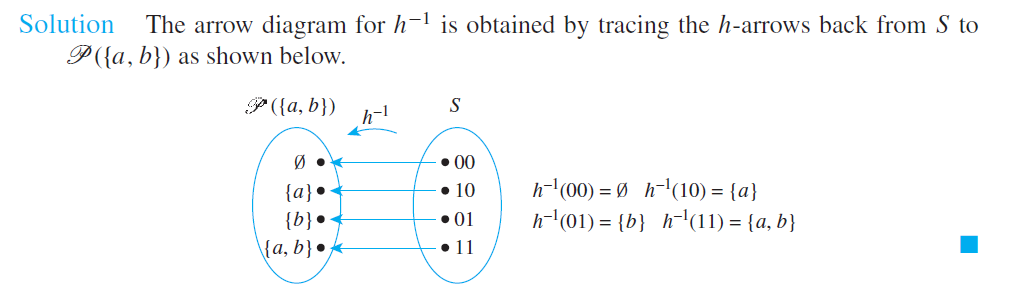 Solution The arrow diagram for h⁻¹ is obtained by tracing the h-arrows back from S to
𝒫({a, b}) as shown below.
𝒫({a, b}) h⁻¹ S
∅ • • 00
{a} • • 10 h⁻¹(00) = ∅ h⁻¹(10) = {a}
{b} • • 01 h⁻¹(01) = {b} h⁻¹(11) = {a, b}
{a, b} • • 11